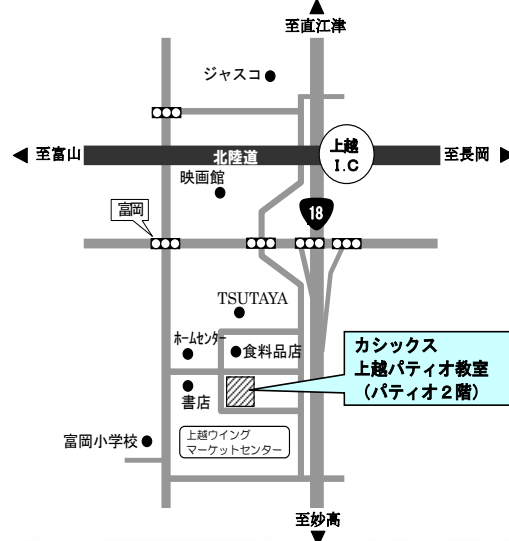 至直江津
ジャスコ
至富山
北陸道
上越
I.C
至長岡
映画館
富岡
18
TSUTAYA
ホームセンター
食料品店
カシックス
上越パティオ教室
（パティオ２階）
書店
上越ウイング
マーケットセンター
富岡小学校
至妙高